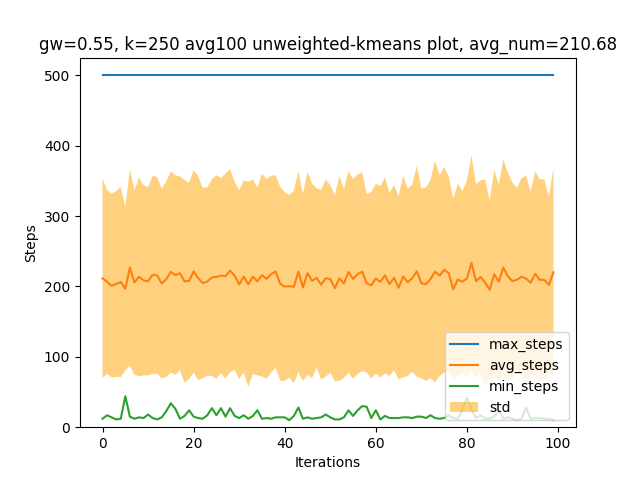 gw=0.55, k=250 avg100 unweighted-kmeans plot, avg_num=210.68
500
400
300
200
100
0
Steps
max_steps
avg_steps
min_steps
std
0
20
40
60
80
100
Iterations